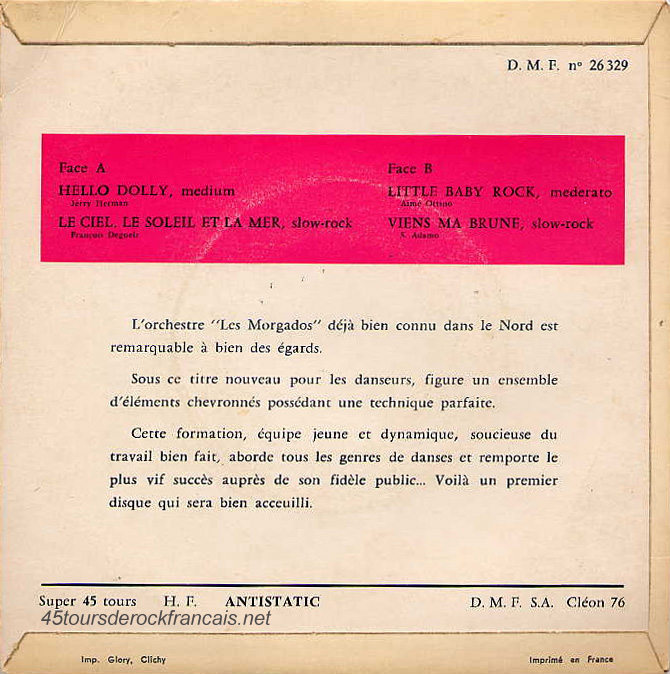 D. M. F. nº 26 329
Face A
HELLO DOLLY, medium
Jerry Herman
LE CIEL, LE SOLEIL ET LA MER, slow-rock
François Deguelt
Face B
LITTLE BABY ROCK, mederato
Aimé Ottino
VIENS MA BRUNE, slow-rock
S. Adamo
L'orchestre "Les Morgados" déjà bien connu dans le Nord est
remarquable à bien des égards.
Sous ce titre nouveau pour les danseurs, figure un ensemble
d'éléments chevronnés possédant une technique parfaite.
Cette formation, équipe jeune et dynamique, soucieuse du
travail bien fait, aborde tous les genres de danses et remporte le
plus vif succès auprès de son fidèle public... Voilà un premier
disque qui sera bien acceuilli.
Super 45 tours H. F. ANTISTATIC D. M. F. S.A. Cléon 76
45toursderockfrancais.net
Imp. Glory, Clichy Imprimé en France